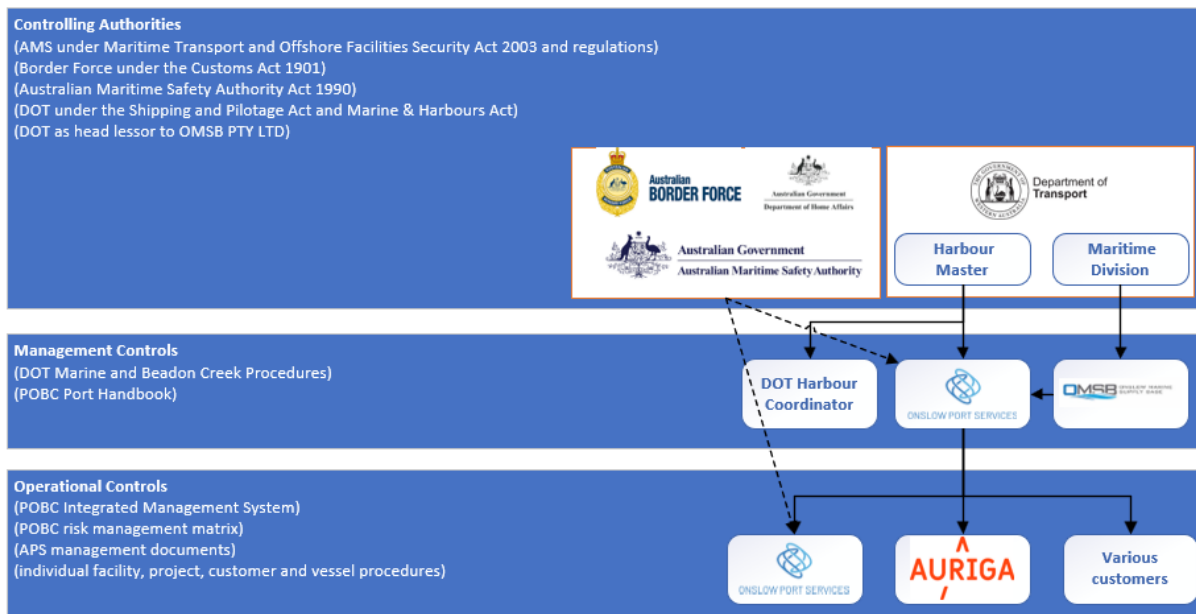 Controlling Authorities
(AMS under Maritime Transport and Offshore Facilities Security Act 2003 and regulations)
(Border Force under the Customs Act 1901)
(Australian Maritime Safety Authority Act 1990)
(DOT under the Shipping and Pilotage Act and Marine & Harbours Act)
(DOT as head lessor to OMSB PTY LTD)
Australian
BORDER FORCE
Australian Government
Department of Home Affairs
Australian Government
Australian Maritime Safety Authority
THE GOVERNMENT OF
WESTERN AUSTRALIA
Department of
Transport
Harbour
Master
Maritime
Division
Management Controls
(DOT Marine and Beadon Creek Procedures)
(POBC Port Handbook)
DOT Harbour
Coordinator
ONSLOW PORT SERVICES
OMSB
ONSLOW MARINE
SUPPLY BASE
Operational Controls
(POBC Integrated Management System)
(POBC risk management matrix)
(APS management documents)
(individual facility, project, customer and vessel procedures)
ONSLOW PORT SERVICES
AURIGA
Various
customers